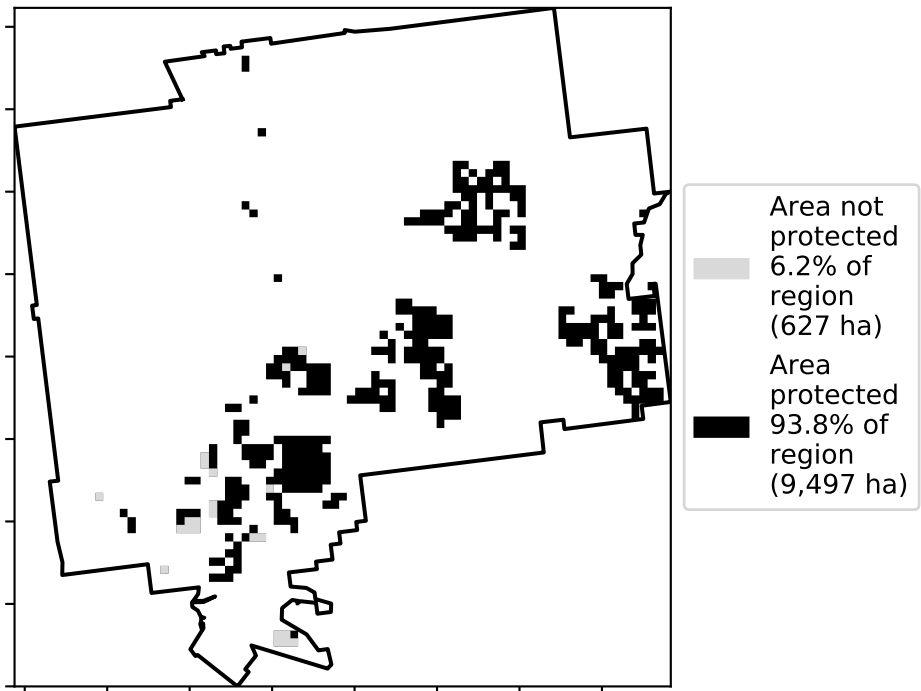 Area not
protected
6.2% of
region
(627 ha)
Area
protected
93.8% of
region
(9,497 ha)